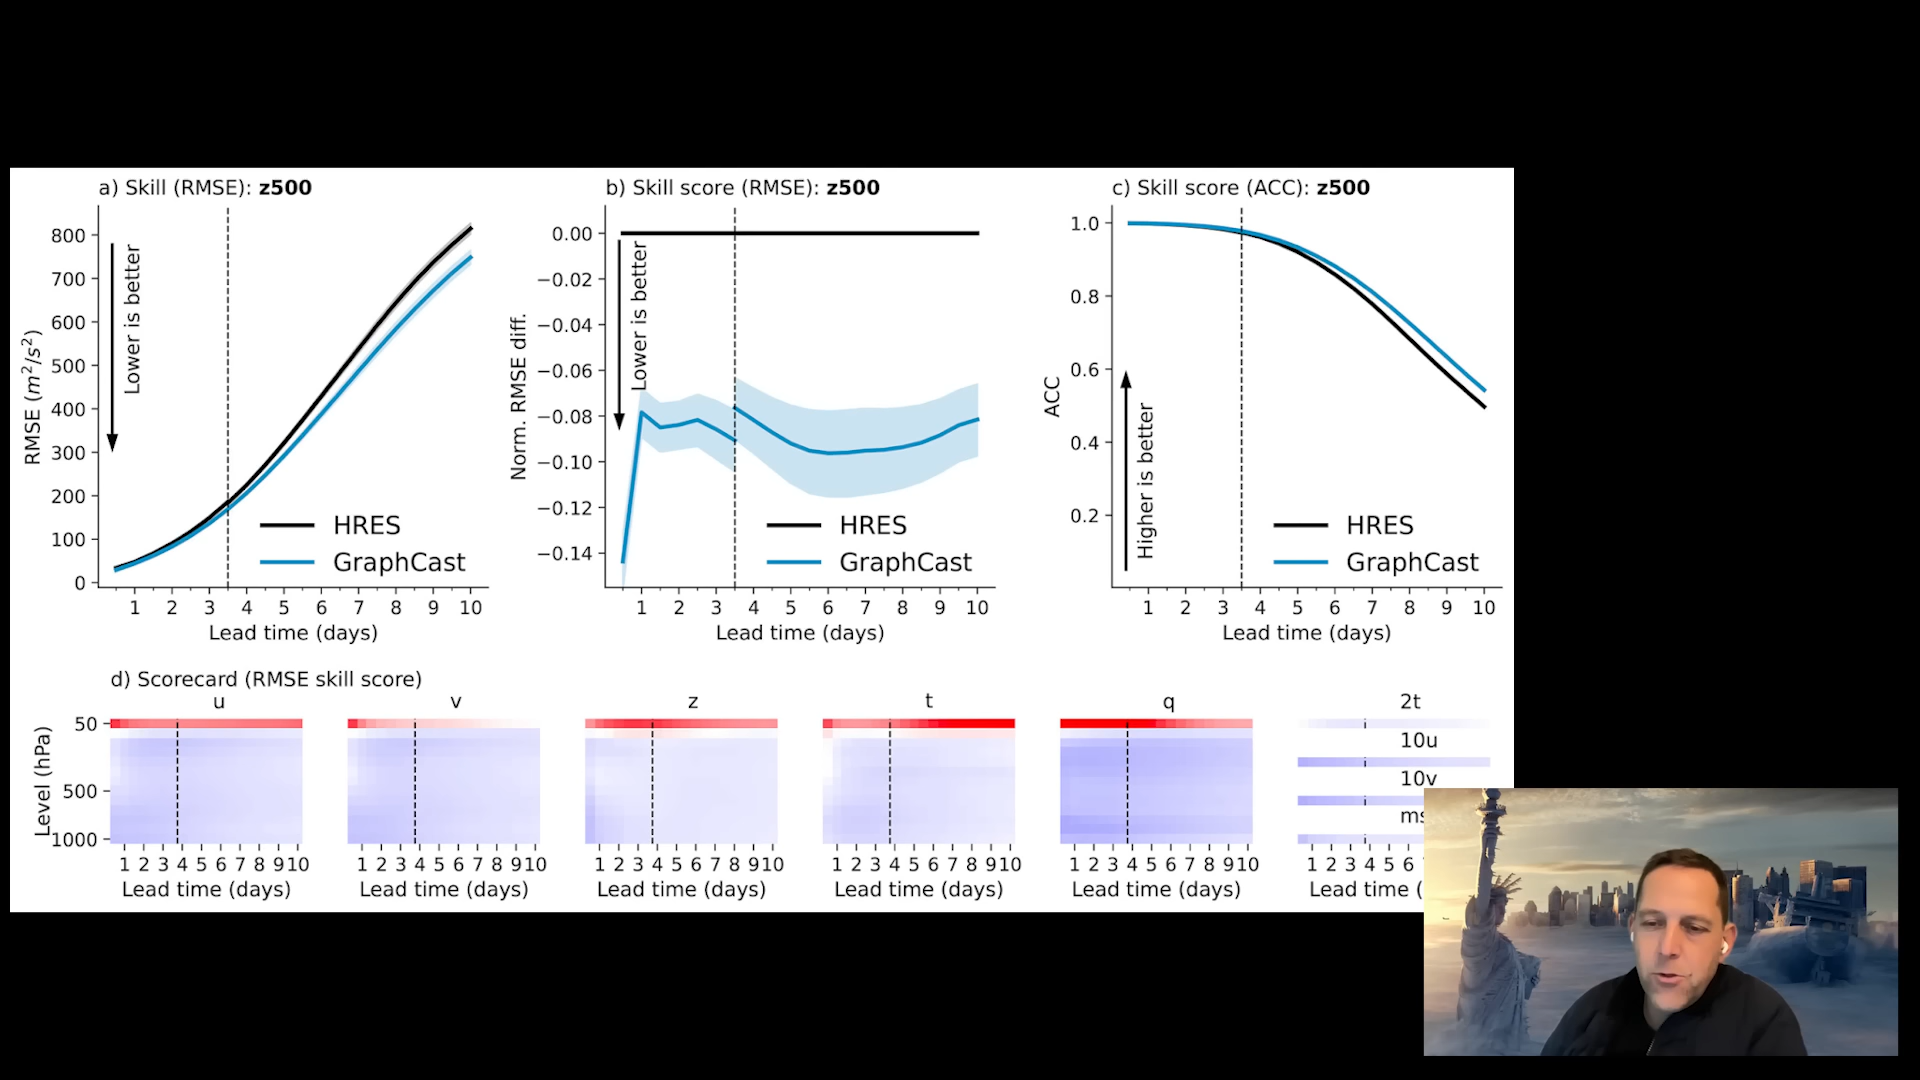 a) Skill (RMSE): z500
RMSE (m²/s²)
800
700
600
500
400
300
200
100
0
Lower is better
HRES
GraphCast
1 2 3 4 5 6 7 8 9 10
Lead time (days)
b) Skill score (RMSE): z500
Norm. RMSE diff.
0.00
−0.02
−0.04
−0.06
−0.08
−0.10
−0.12
−0.14
Lower is better
HRES
GraphCast
1 2 3 4 5 6 7 8 9 10
Lead time (days)
c) Skill score (ACC): z500
ACC
1.0
0.8
0.6
0.4
0.2
Higher is better
HRES
GraphCast
1 2 3 4 5 6 7 8 9 10
Lead time (days)
d) Scorecard (RMSE skill score)
Level (hPa)
50
500
1000
u
1 2 3 4 5 6 7 8 9 10
Lead time (days)
v
1 2 3 4 5 6 7 8 9 10
Lead time (days)
z
1 2 3 4 5 6 7 8 9 10
Lead time (days)
t
1 2 3 4 5 6 7 8 9 10
Lead time (days)
q
1 2 3 4 5 6 7 8 9 10
Lead time (days)
2t
10u
10v
ms
1 2 3 4 5 6
Lead time (